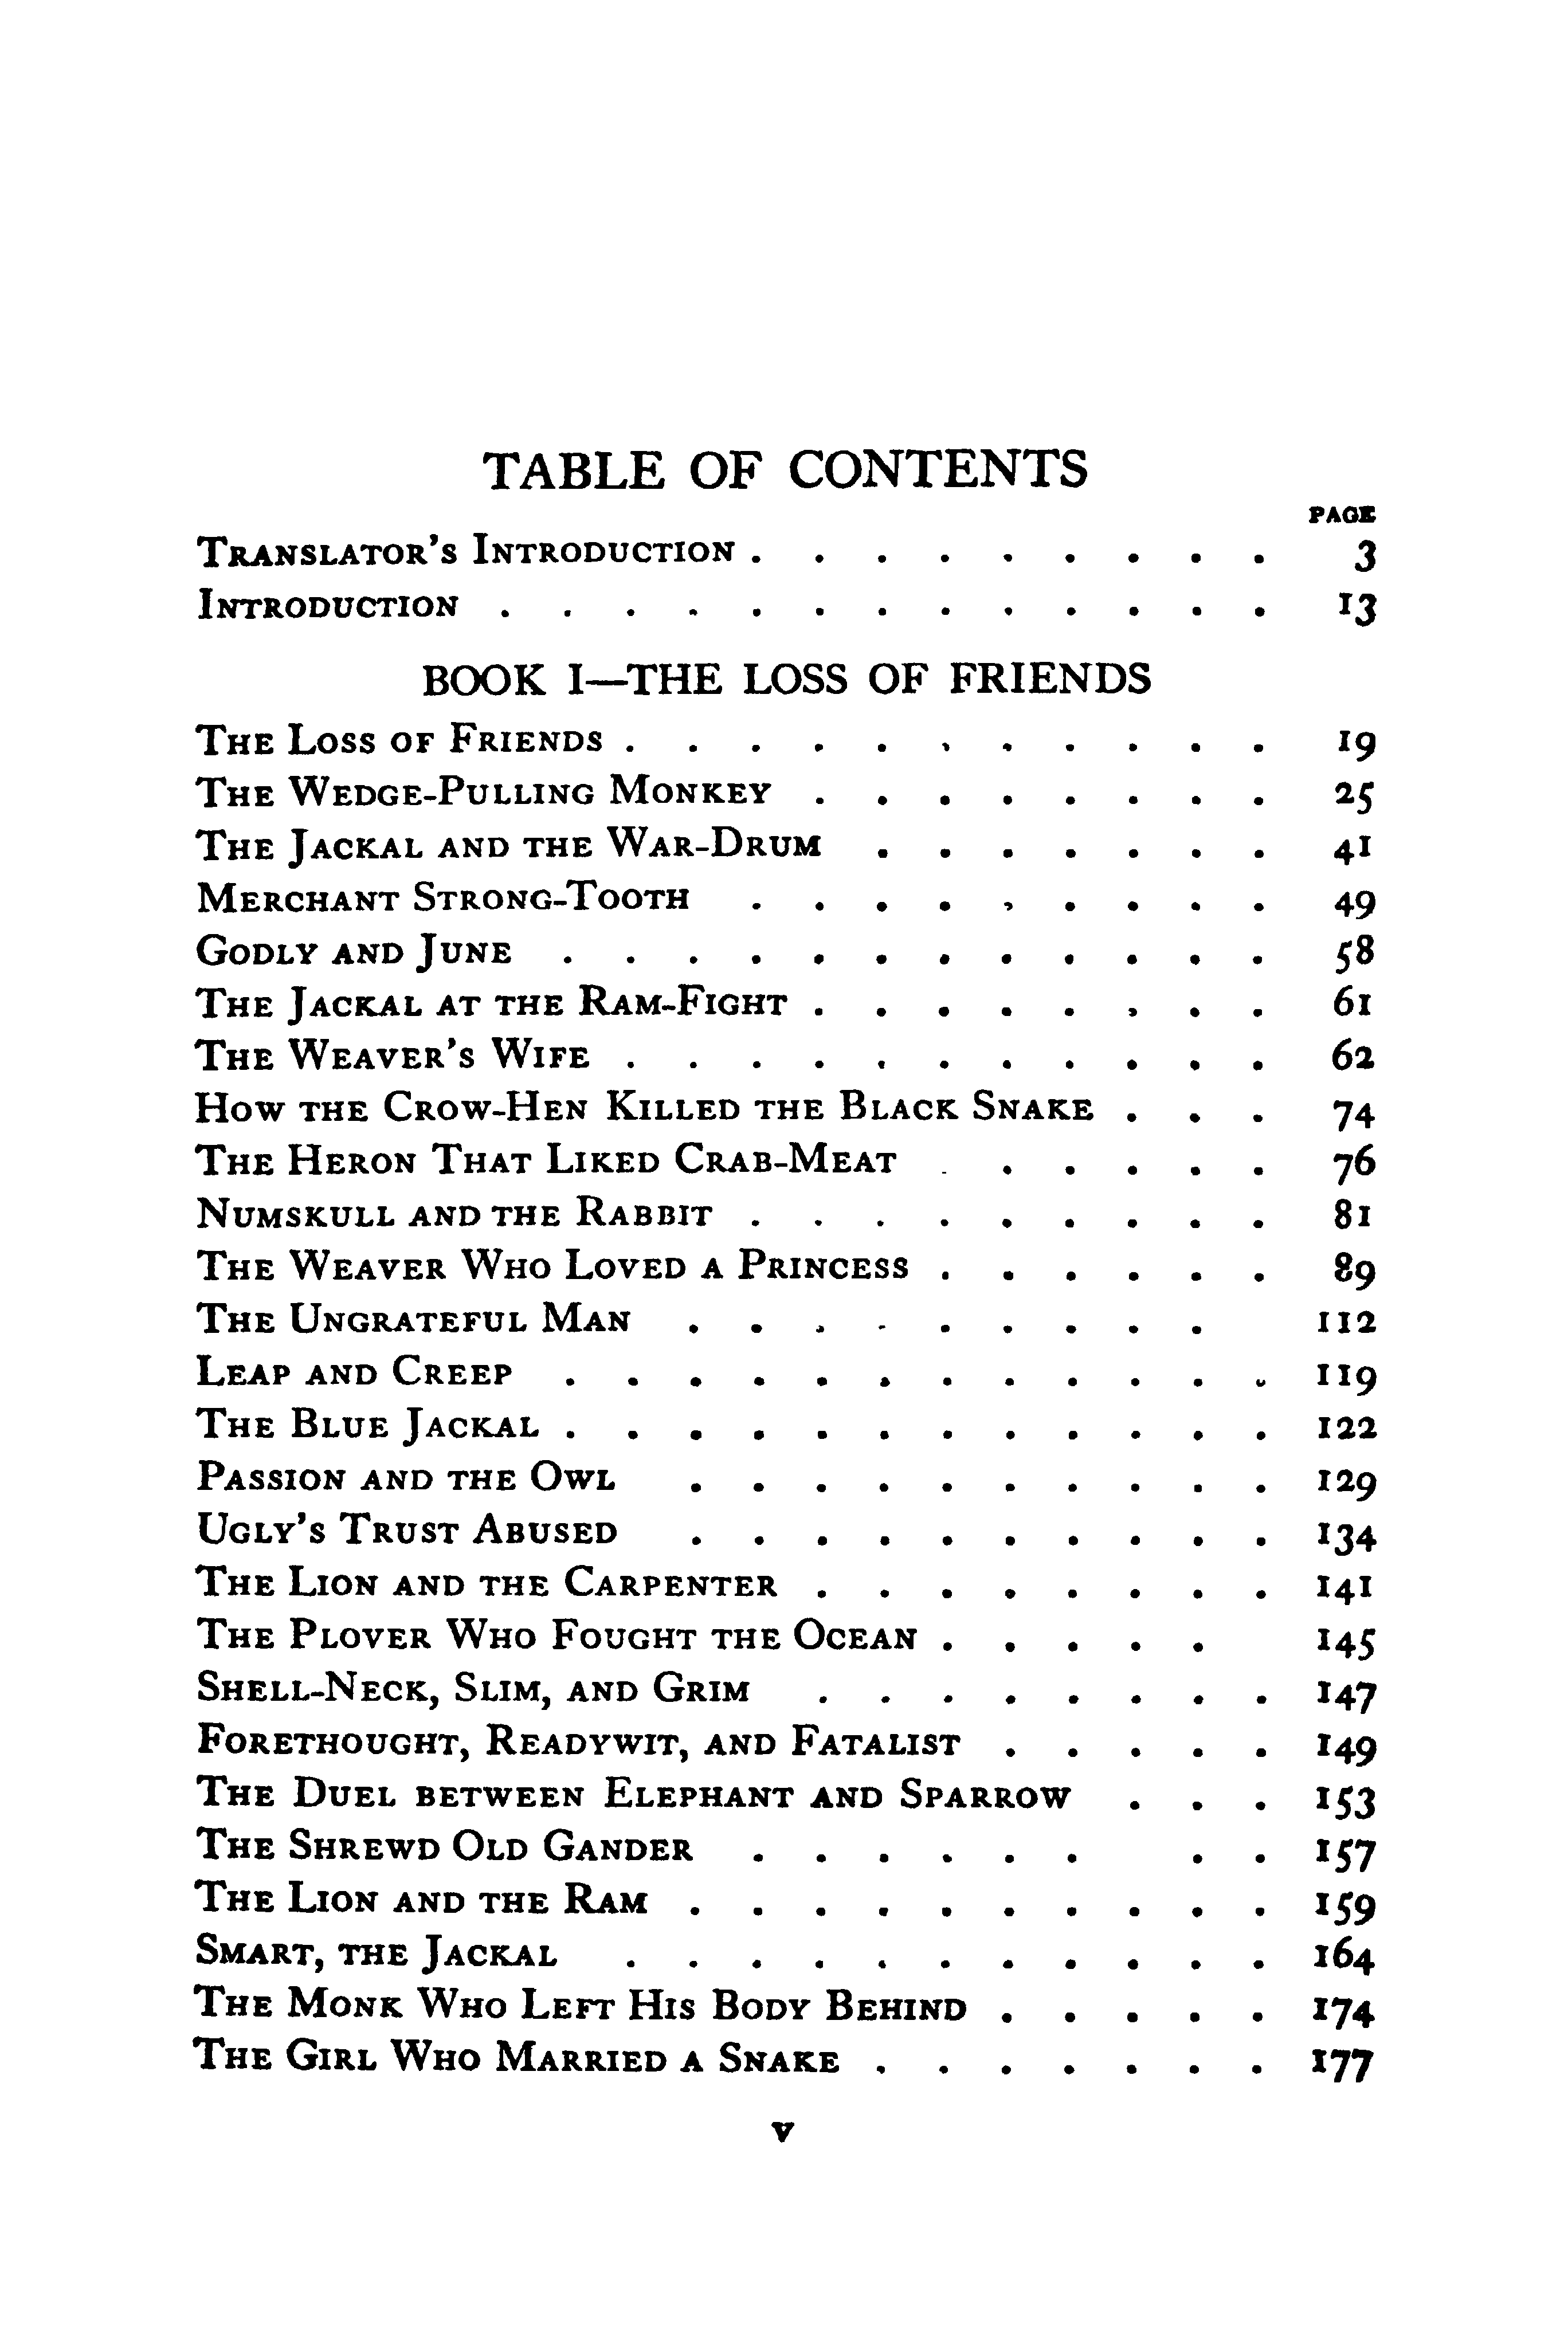 TABLE OF CONTENTS
PAGE
Translator's Introduction . . . . . . . . . 3
Introduction . . . . . . . . . . . . . 13
BOOK I—THE LOSS OF FRIENDS
The Loss of Friends . . . . . . . . . . . 19
The Wedge-Pulling Monkey . . . . . . . . 25
The Jackal and the War-Drum . . . . . . . 41
Merchant Strong-Tooth . . . . . . . . . 49
Godly and June . . . . . . . . . . . . 58
The Jackal at the Ram-Fight . . . . . . . . 61
The Weaver's Wife . . . . . . . . . . . 62
How the Crow-Hen Killed the Black Snake . . . 74
The Heron That Liked Crab-Meat . . . . . . 76
Numskull and the Rabbit . . . . . . . . . 81
The Weaver Who Loved a Princess . . . . . . 89
The Ungrateful Man . . . . . . . . . 112
Leap and Creep . . . . . . . . . . . . 119
The Blue Jackal . . . . . . . . . . . . 122
Passion and the Owl . . . . . . . . . . 129
Ugly's Trust Abused . . . . . . . . . . 134
The Lion and the Carpenter . . . . . . . . 141
The Plover Who Fought the Ocean . . . . . 145
Shell-Neck, Slim, and Grim . . . . . . . . 147
Forethought, Readywit, and Fatalist . . . . . 149
The Duel between Elephant and Sparrow . . . 153
The Shrewd Old Gander . . . . . . . . 157
The Lion and the Ram . . . . . . . . . . 159
Smart, the Jackal . . . . . . . . . . . 164
The Monk Who Left His Body Behind . . . . . 174
The Girl Who Married a Snake . . . . . . . 177
v